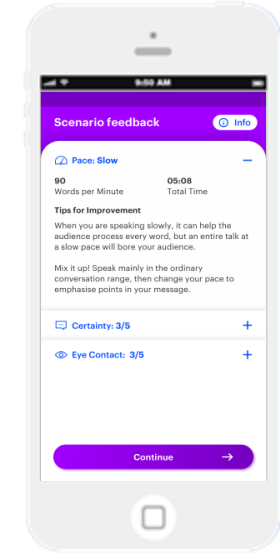 9:50 AM
Scenario feedback
Info
Pace: Slow
90
05:08
Words per Minute
Total Time
Tips for Improvement
When you are speaking slowly, it can help the
audience process every word, but an entire talk at
a slow pace will bore your audience.
Mix it up! Speak mainly in the ordinary
conversation range, then change your pace to
emphasise points in your message.
Certainty: 3/5
Eye Contact: 3/5
Continue